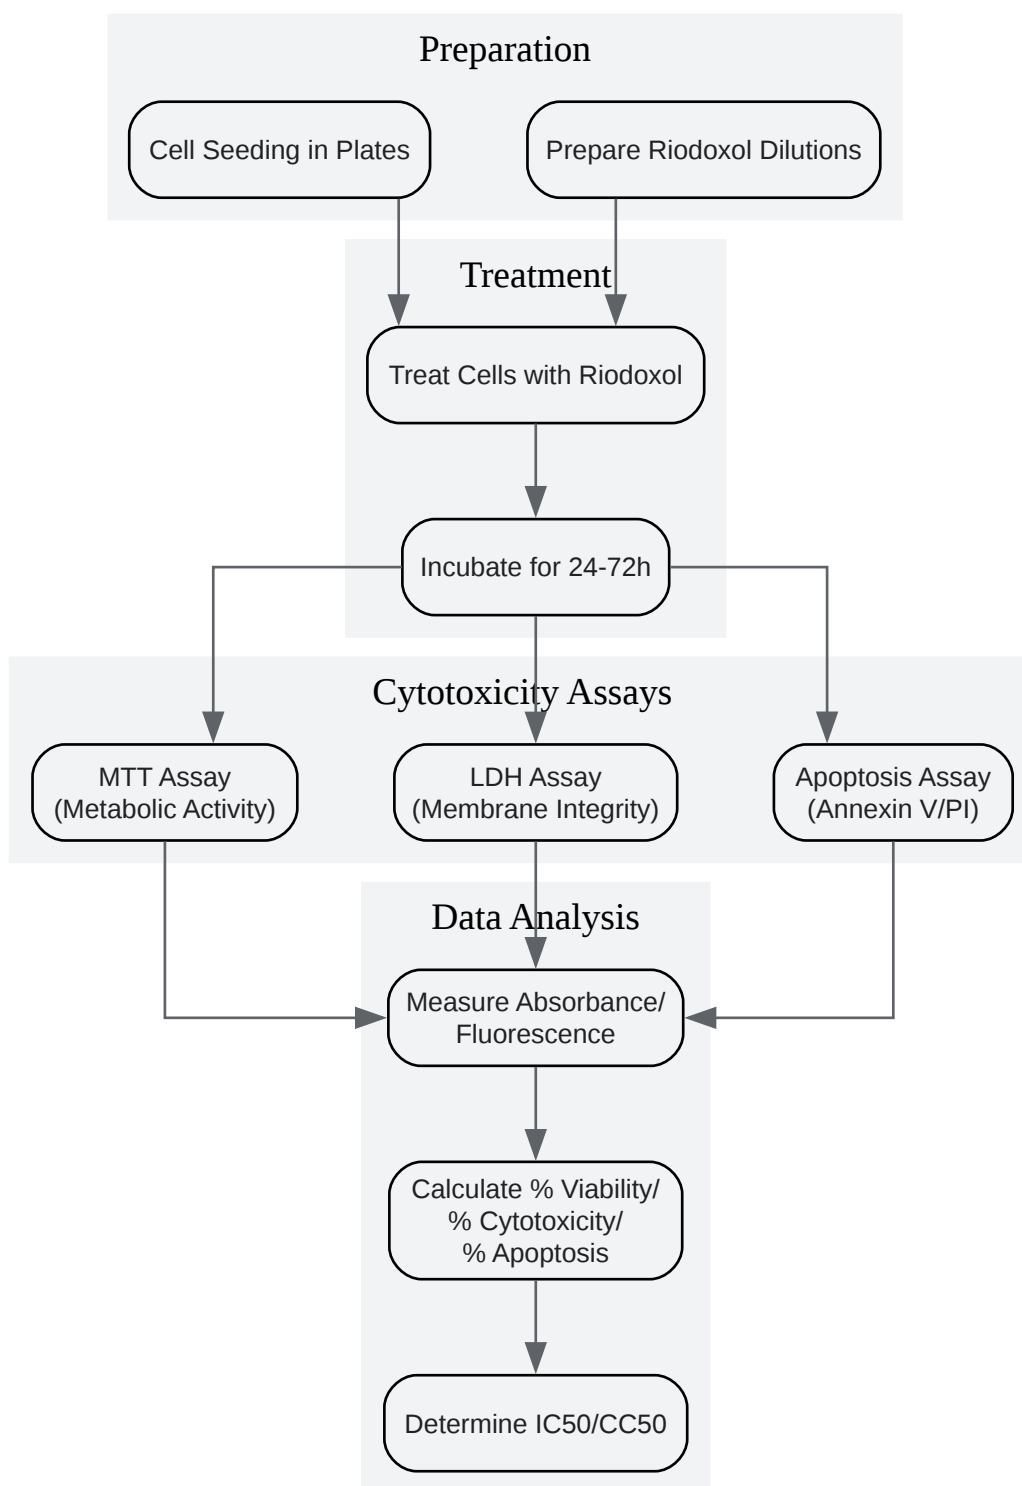 Preparation
Cell Seeding in Plates
Prepare Riodoxol Dilutions
Treatment
Treat Cells with Riodoxol
Incubate for 24-72h
Cytotoxicity Assays
MTT Assay
(Metabolic Activity)
LDH Assay
(Membrane Integrity)
Apoptosis Assay
(Annexin V/PI)
Data Analysis
Measure Absorbance/
Fluorescence
Calculate % Viability/
% Cytotoxicity/
% Apoptosis
Determine IC50/CC50